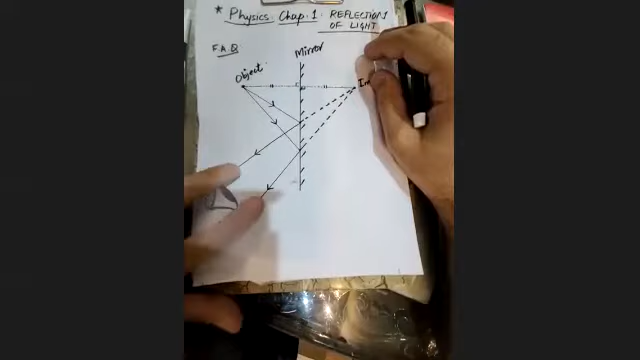 * Physics. Chap. 1. REFLECTIONS
OF LIGHT
F.A.Q.
Mirror
Object